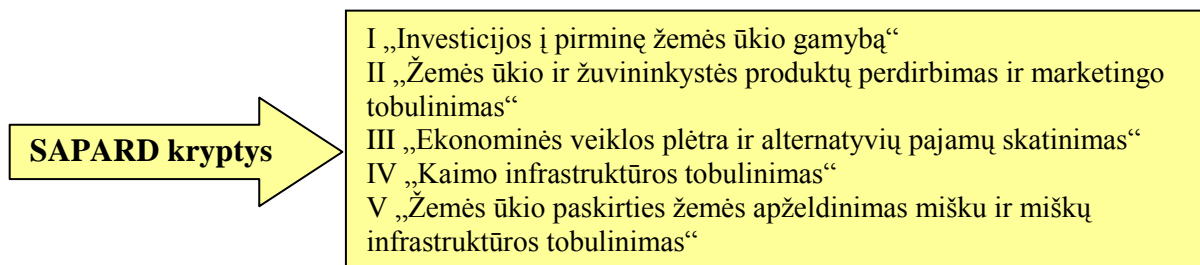 SAPARD kryptys
I „Investicijos į pirminę žemės ūkio gamybą“
II „Žemės ūkio ir žuvininkystės produktų perdirbimas ir marketingo
tobulinimas“
III „Ekonominės veiklos plėtra ir alternatyvių pajamų skatinimas“
IV „Kaimo infrastruktūros tobulinimas“
V „Žemės ūkio paskirties žemės apželdinimas mišku ir miškų
infrastruktūros tobulinimas“